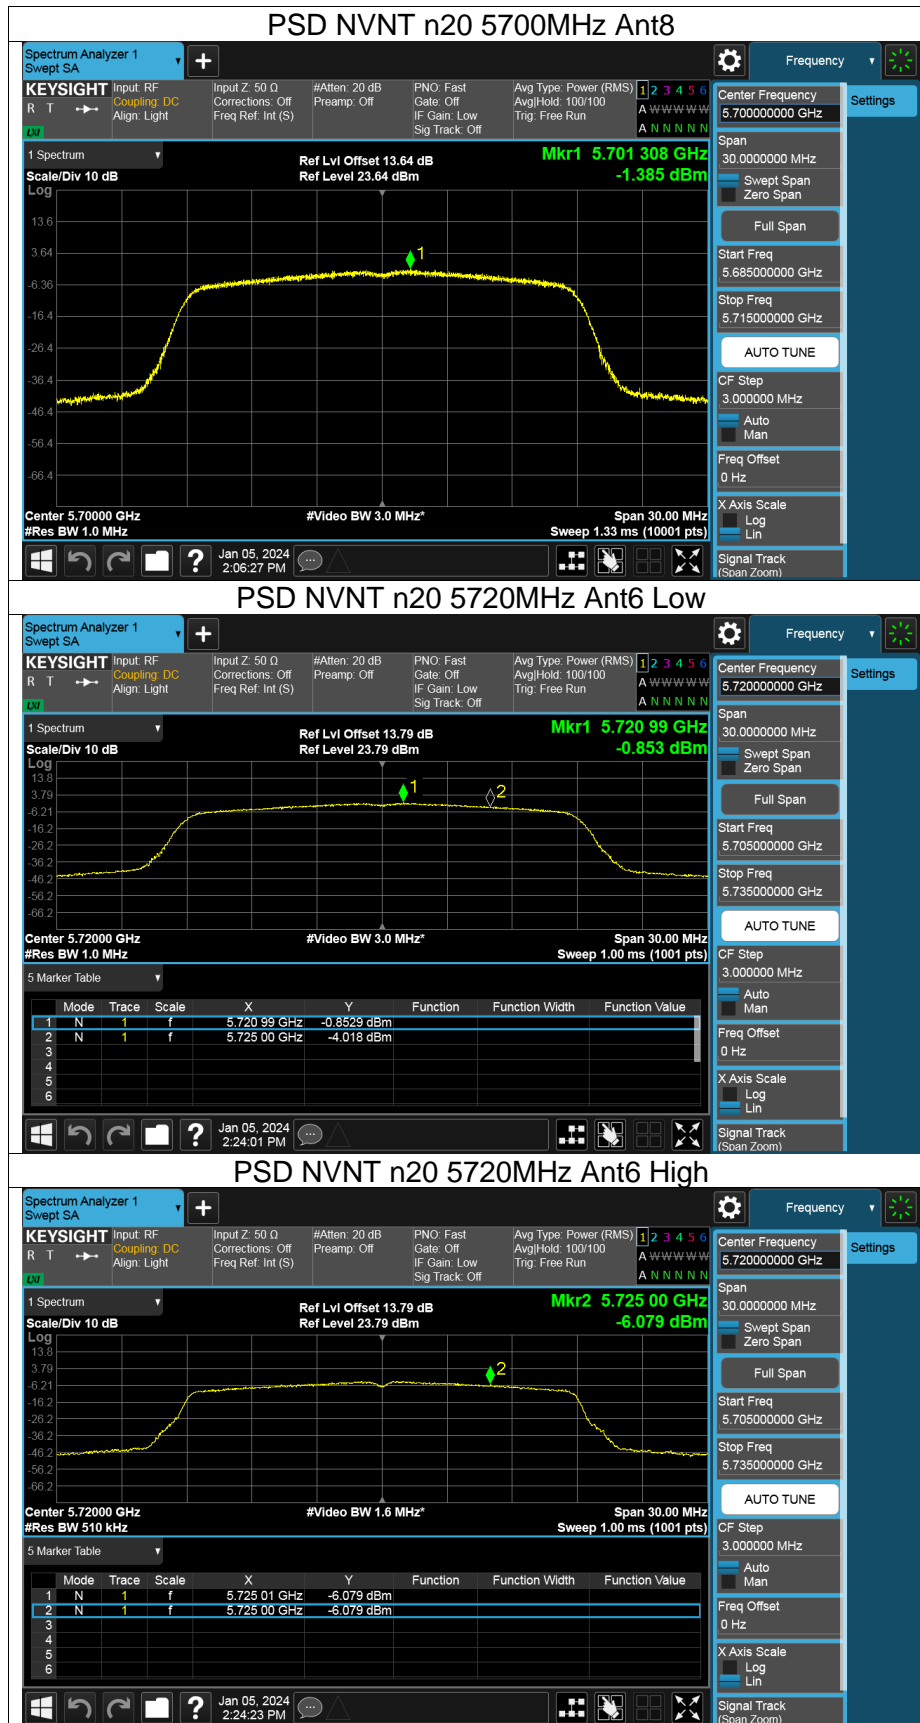 PSD NVNT n20 5700MHz Ant8
Spectrum Analyzer 1
Swept SA
+
Frequency
KEYSIGHT
R T
LXI
Input: RF
Coupling: DC
Align: Light
Input Z: 50 Ω
Corrections: Off
Freq Ref: Int (S)
#Atten: 20 dB
Preamp: Off
PNO: Fast
Gate: Off
IF Gain: Low
Sig Track: Off
Avg Type: Power (RMS)
Avg|Hold: 100/100
Trig: Free Run
1 2 3 4 5 6
A W W W W W
A N N N N N
Center Frequency
5.700000000 GHz
Settings
Span
30.0000000 MHz
Swept Span
Zero Span
Full Span
Start Freq
5.685000000 GHz
Stop Freq
5.715000000 GHz
AUTO TUNE
CF Step
3.000000 MHz
Auto
Man
Freq Offset
0 Hz
X Axis Scale
Log
Lin
Signal Track
(Span Zoom)
1 Spectrum
Scale/Div 10 dB
Log
Ref Lvl Offset 13.64 dB
Ref Level 23.64 dBm
Mkr1 5.701 308 GHz
-1.385 dBm
1
13.6
3.64
-6.36
-16.4
-26.4
-36.4
-46.4
-56.4
-66.4
Center 5.70000 GHz
#Res BW 1.0 MHz
#Video BW 3.0 MHz*
Span 30.00 MHz
Sweep 1.33 ms (10001 pts)
?
Jan 05, 2024
2:06:27 PM
PSD NVNT n20 5720MHz Ant6 Low
Spectrum Analyzer 1
Swept SA
+
Frequency
KEYSIGHT
R T
LXI
Input: RF
Coupling: DC
Align: Light
Input Z: 50 Ω
Corrections: Off
Freq Ref: Int (S)
#Atten: 20 dB
Preamp: Off
PNO: Fast
Gate: Off
IF Gain: Low
Sig Track: Off
Avg Type: Power (RMS)
Avg|Hold: 100/100
Trig: Free Run
1 2 3 4 5 6
A W W W W W
A N N N N N
Center Frequency
5.720000000 GHz
Settings
Span
30.0000000 MHz
Swept Span
Zero Span
Full Span
Start Freq
5.705000000 GHz
Stop Freq
5.735000000 GHz
AUTO TUNE
CF Step
3.000000 MHz
Auto
Man
Freq Offset
0 Hz
X Axis Scale
Log
Lin
Signal Track
(Span Zoom)
1 Spectrum
Scale/Div 10 dB
Log
Ref Lvl Offset 13.79 dB
Ref Level 23.79 dBm
Mkr1 5.720 99 GHz
-0.853 dBm
1
2
13.8
3.79
-6.21
-16.2
-26.2
-36.2
-46.2
-56.2
-66.2
Center 5.72000 GHz
#Res BW 1.0 MHz
#Video BW 3.0 MHz*
Span 30.00 MHz
Sweep 1.00 ms (1001 pts)
5 Marker Table
Mode Trace Scale X Y Function Function Width Function Value
1 N 1 f 5.720 99 GHz -0.8529 dBm
2 N 1 f 5.725 00 GHz -4.018 dBm
3
4
5
6
?
Jan 05, 2024
2:24:01 PM
PSD NVNT n20 5720MHz Ant6 High
Spectrum Analyzer 1
Swept SA
+
Frequency
KEYSIGHT
R T
LXI
Input: RF
Coupling: DC
Align: Light
Input Z: 50 Ω
Corrections: Off
Freq Ref: Int (S)
#Atten: 20 dB
Preamp: Off
PNO: Fast
Gate: Off
IF Gain: Low
Sig Track: Off
Avg Type: Power (RMS)
Avg|Hold: 100/100
Trig: Free Run
1 2 3 4 5 6
A W W W W W
A N N N N N
Center Frequency
5.720000000 GHz
Settings
Span
30.0000000 MHz
Swept Span
Zero Span
Full Span
Start Freq
5.705000000 GHz
Stop Freq
5.735000000 GHz
AUTO TUNE
CF Step
3.000000 MHz
Auto
Man
Freq Offset
0 Hz
X Axis Scale
Log
Lin
Signal Track
(Span Zoom)
1 Spectrum
Scale/Div 10 dB
Log
Ref Lvl Offset 13.79 dB
Ref Level 23.79 dBm
Mkr2 5.725 00 GHz
-6.079 dBm
2
13.8
3.79
-6.21
-16.2
-26.2
-36.2
-46.2
-56.2
-66.2
Center 5.72000 GHz
#Res BW 510 kHz
#Video BW 1.6 MHz*
Span 30.00 MHz
Sweep 1.00 ms (1001 pts)
5 Marker Table
Mode Trace Scale X Y Function Function Width Function Value
1 N 1 f 5.725 01 GHz -6.079 dBm
2 N 1 f 5.725 00 GHz -6.079 dBm
3
4
5
6
?
Jan 05, 2024
2:24:23 PM